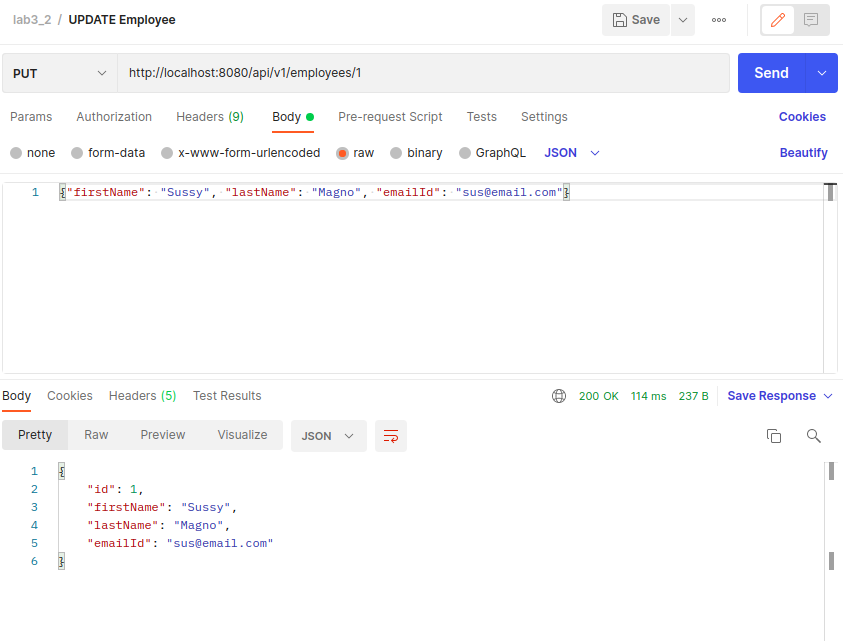 lab3_2 / UPDATE Employee Save
PUT http://localhost:8080/api/v1/employees/1 Send
Params Authorization Headers (9) Body Pre-request Script Tests Settings Cookies
none form-data x-www-form-urlencoded raw binary GraphQL JSON Beautify
1 {"firstName": "Sussy", "lastName": "Magno", "emailId": "sus@email.com"}
Body Cookies Headers (5) Test Results 200 OK 114 ms 237 B Save Response
Pretty Raw Preview Visualize JSON
1 {
2 "id": 1,
3 "firstName": "Sussy",
4 "lastName": "Magno",
5 "emailId": "sus@email.com"
6 }